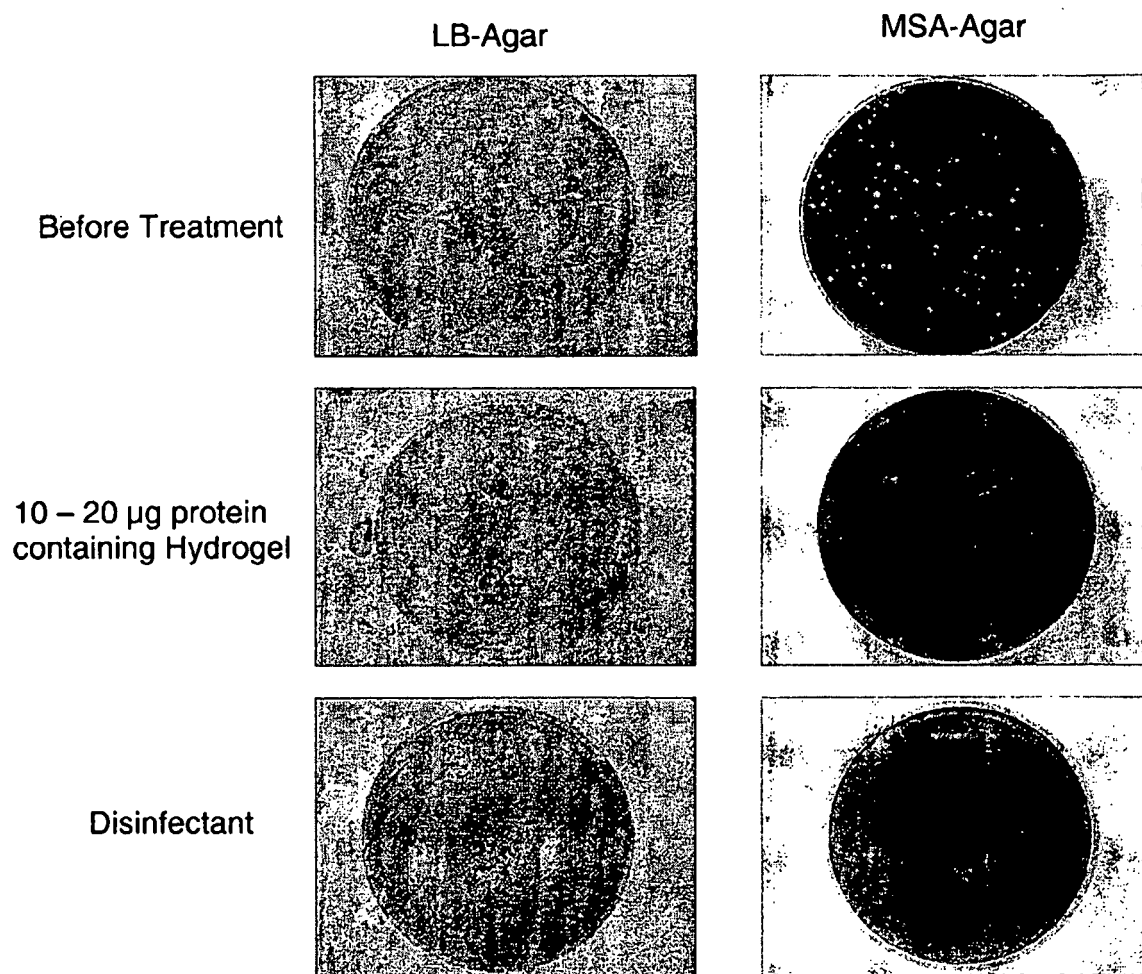 LB-Agar
MSA-Agar
Before Treatment
10 – 20 µg protein
containing Hydrogel
Disinfectant